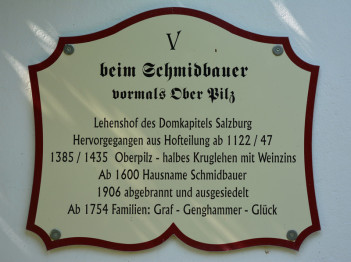 V
beim Schmidbauer
vormals Ober Pilz
Lehenshof des Domkapitels Salzburg
Hervorgegangen aus Hofteilung ab 1122 / 47
1385 / 1435 Oberpilz - halbes Kruglehen mit Weinzins
Ab 1600 Hausname Schmidbauer
1906 abgebrannt und ausgesiedelt
Ab 1754 Familien: Graf - Genghammer - Glück